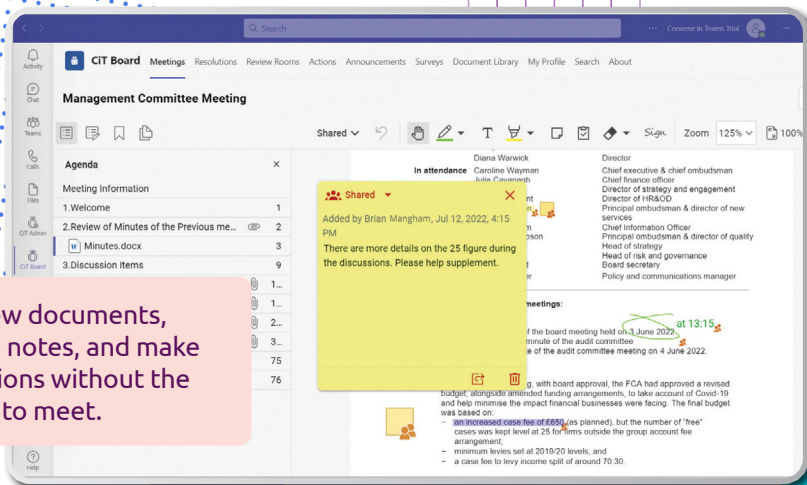 Search
Convene in Teams Trial
Activity
Chat
Teams
Calls
Files
CiT Admin
CiT Board
Help
CiT Board Meetings Resolutions Review Rooms Actions Announcements Surveys Document Library My Profile Search About
Management Committee Meeting
Shared
T
Sign
Zoom 125% 100%
Agenda
Meeting Information
1.Welcome 1
2.Review of Minutes of the Previous me... 2
Minutes.docx 3
3.Discussion Items 9
1...
1...
2...
3...
75
76
Shared
Added by Brian Mangham, Jul 12, 2022, 4:15
PM
There are more details on the 25 figure during
the discussions. Please help supplement.
Diana Warwick Director
In attendance Caroline Wayman Chief executive & chief ombudsman
Julia Cavanagh Chief finance officer
Director of strategy and engagement
Director of HR&OD
Principal ombudsman & director of new
services
Chief Information Officer
Principal ombudsman & director of quality
Head of strategy
Head of risk and governance
Board secretary
Policy and communications manager
meetings:
of the board meeting held on 3 June 2022 at 13:15
minute of the audit committee
of the audit committee meeting on 4 June 2022.
, with board approval, the FCA had approved a revised
budget, alongside amended funding arrangements, to take account of Covid-19
and help minimise the impact financial businesses were facing. The final budget
was based on:
- an increased case fee of £650 (as planned), but the number of "free"
cases was kept level at 25 for firms outside the group account fee
arrangement;
- minimum levies set at 2019/20 levels; and
- a case fee to levy income split of around 70:30.
documents,
notes, and make
without the
to meet.